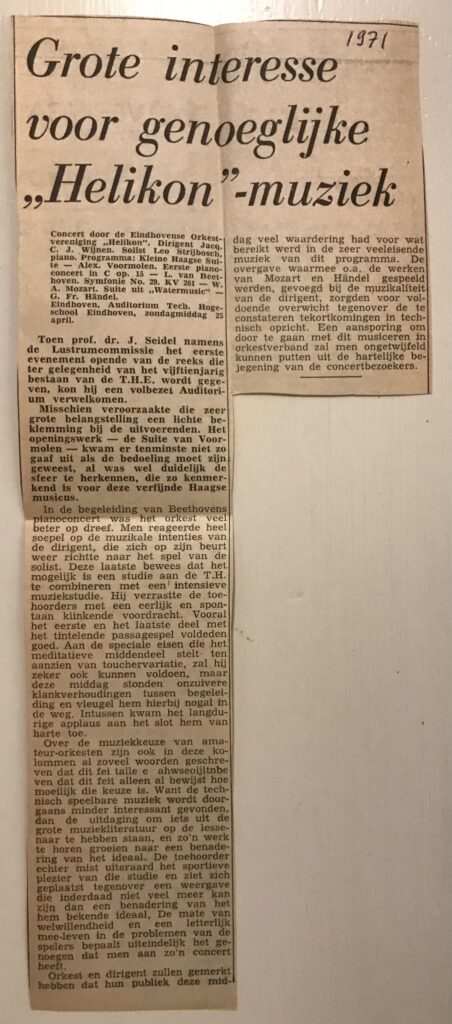 1971
Grote interesse
voor genoeglijke
„Helikon"-muziek
Concert door de Eindhovense Orkest-
vereniging „Helikon". Dirigent Jacq.
C. J. Wijnen. Solist Leo Strijbosch,
piano. Programma: Kleine Haagse Sui-
te — Alex. Voormolen. Eerste piano-
concert in C op. 15 — L. van Beet-
hoven. Symfonie No. 29, KV 201 — W.
A. Mozart. Suite uit „Watermusic" —
G. Fr. Händel.
Eindhoven, Auditorium Tech. Hoge-
school Eindhoven, zondagmiddag 25
april.
Toen prof. dr. J. Seidel namens
de Lustrumcommissie het eerste
evenement opende van de reeks die
ter gelegenheid van het vijftienjarig
bestaan van de T.H.E. wordt gege-
ven, kon hij een volbezet Audito-
rium verwelkomen.
Misschien veroorzaakte die zeer
grote belangstelling een lichte be-
klemming bij de uitvoerenden. Het
openingswerk — de Suite van Voor-
molen — kwam er tenminste niet zo
gaaf uit als de bedoeling moet zijn
geweest, al was wel duidelijk de
sfeer te herkennen, die zo kenmer-
kend is voor deze verfijnde Haagse
musicus.
In de begeleiding van Beethovens
pianoconcert was het orkest veel
beter op dreef. Men reageerde heel
soepel op de muzikale intenties van
de dirigent, die zich op zijn beurt
weer richtte naar het spel van de
solist. Deze laatste bewees dat het
mogelijk is een studie aan de T.H.
te combineren met een intensieve
muziekstudie. Hij verrastte de toe-
hoorders met een eerlijk en spon-
taan klinkende voordracht. Vooral
het eerste en het laatste deel met
het tintelende passagespel voldeden
goed. Aan de speciale eisen die het
meditatieve middendeel stelt ten
aanzien van touchervariatie, zal hij
zeker ook kunnen voldoen, maar
deze middag stonden onzuivere
klankverhoudingen tussen begelei-
ding en vleugel hem hierbij nogal in
de weg. Intussen kwam het langdu-
rige applaus aan het slot hem van
harte toe.
Over de muziekkeuze van ama-
teur-orkesten zijn ook in deze ko-
lommen al zoveel woorden geschre-
ven dat dit fei talle e ahwseoijitnbe
ven dat dit feit alleen al bewijst hoe
moeilijk die keuze is. Want de tech-
nisch speelbare muziek wordt door-
gaans minder interessant gevonden,
dan de uitdaging om iets uit de
grote muziekliteratuur op de lesse-
naar te hebben staan, en zo'n werk
te horen groeien naar een benade-
ring van het ideaal. De toehoorder
echter mist uiteraard het sportieve
plezier van die studie en ziet zich
geplaatst tegenover een weergave
die inderdaad niet veel meer kan
zijn dan een benadering van het
hem bekende ideaal. De mate van
welwillendheid en een letterlijk
mee-leven in de problemen van de
spelers bepaalt uiteindelijk het ge-
noegen dat men aan zo'n concert
heeft.
Orkest en dirigent zullen gemerkt
hebben dat hun publiek deze mid-
dag veel waardering had voor wat
bereikt werd in de zeer veeleisende
muziek van dit programma. De
overgave waarmee o.a. de werken
van Mozart en Händel gespeeld
werden, gevoegd bij de muzikaliteit
van de dirigent, zorgden voor vol-
doende overwicht tegenover de te
constateren tekortkomingen in tech-
nisch opzicht. Een aansporing om
door te gaan met dit musiceren in
orkestverband zal men ongetwijfeld
kunnen putten uit de hartelijke be-
jegening van de concertbezoekers.